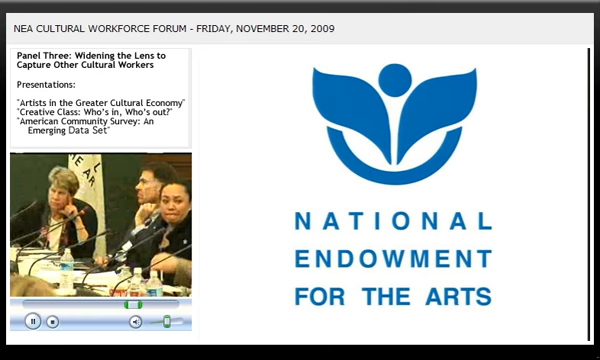 NEA CULTURAL WORKFORCE FORUM - FRIDAY, NOVEMBER 20, 2009
Panel Three: Widening the Lens to
Capture Other Cultural Workers
Presentations:
"Artists in the Greater Cultural Economy"
"Creative Class: Who's in, Who's out?"
"American Community Survey: An
Emerging Data Set"
NATIONAL
ENDOWMENT
FOR THE ARTS